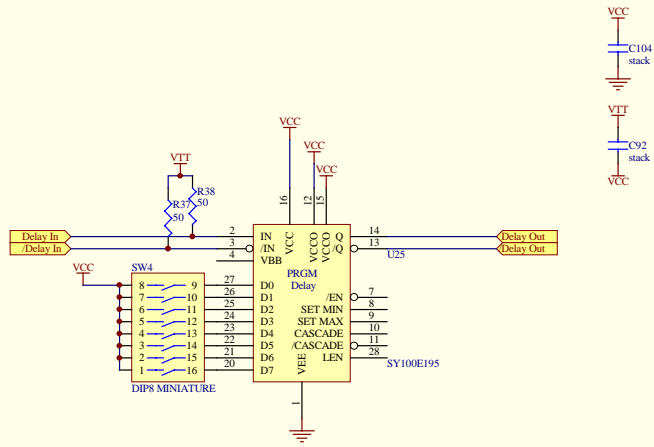 VCC
C104
stack
VTT
C92
stack
VCC
VCC
VCC
VCC
VTT
R38
50
R37
50
16
12
15
Delay In
2
IN
VCC
VCCO
VCCO
Q
14
Delay Out
/Delay In
3
/IN
/Q
13
Delay Out
4
VBB
U25
PRGM
Delay
VCC
SW4
8
9
27
D0
7
10
26
D1
/EN
7
6
11
25
D2
SET MIN
8
5
12
24
D3
SET MAX
9
4
13
23
D4
CASCADE
10
3
14
22
D5
/CASCADE
11
2
15
21
D6
LEN
28
1
16
20
D7
VEE
SY100E195
DIP8 MINIATURE
1